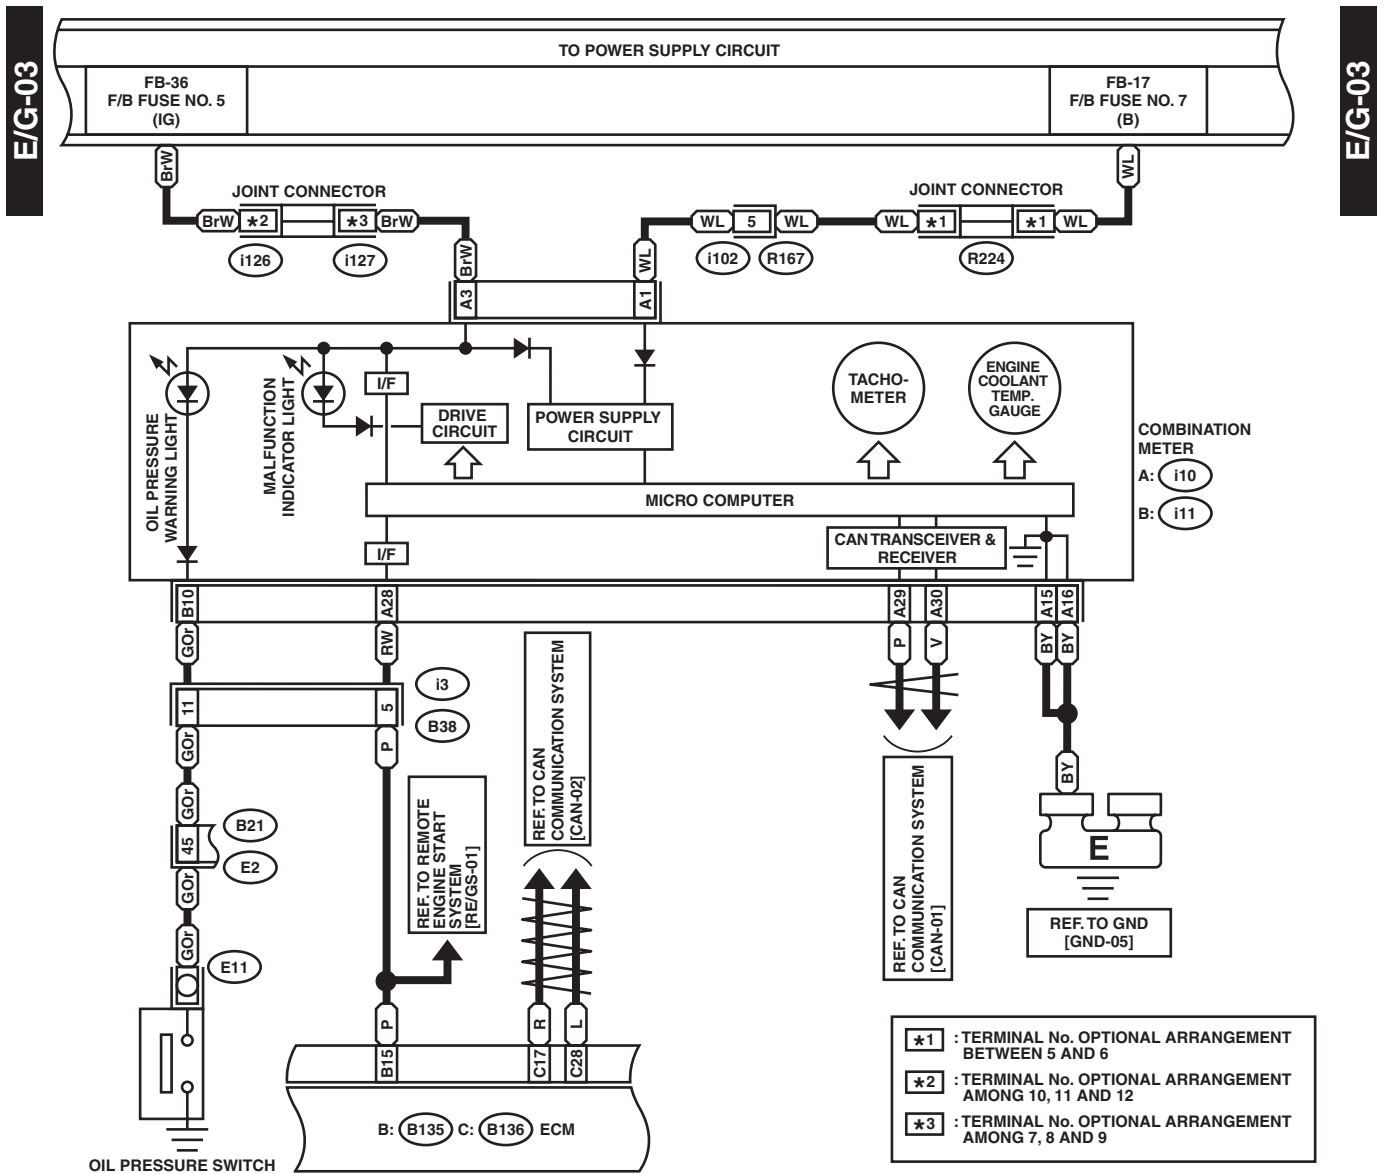 E/G-03
E/G-03
TO POWER SUPPLY CIRCUIT
FB-36
F/B FUSE NO. 5
(IG)
FB-17
F/B FUSE NO. 7
(B)
BrW
WL
JOINT CONNECTOR
JOINT CONNECTOR
BrW *2 *3 BrW
WL 5 WL WL *1 *1 WL
i126 i127
i102 R167 R224
BrW
WL
A3
A1
OIL PRESSURE
WARNING LIGHT
MALFUNCTION
INDICATOR LIGHT
I/F
DRIVE
CIRCUIT
POWER SUPPLY
CIRCUIT
TACHO-
METER
ENGINE
COOLANT
TEMP.
GAUGE
COMBINATION
METER
A: i10
B: i11
MICRO COMPUTER
I/F
CAN TRANSCEIVER &
RECEIVER
B10 A28 A29 A30 A15 A16
GOr RW P V BY BY
i3
11 5
B38
GOr P
REF. TO CAN
COMMUNICATION SYSTEM
[CAN-02]
REF. TO REMOTE
ENGINE START
SYSTEM
[RE/GS-01]
REF. TO CAN
COMMUNICATION SYSTEM
[CAN-01]
BY
E
REF. TO GND
[GND-05]
GOr
B21
45
E2
GOr
GOr
E11
P R L
B15 C17 C28
B: B135 C: B136 ECM
OIL PRESSURE SWITCH
*1 : TERMINAL No. OPTIONAL ARRANGEMENT
BETWEEN 5 AND 6
*2 : TERMINAL No. OPTIONAL ARRANGEMENT
AMONG 10, 11 AND 12
*3 : TERMINAL No. OPTIONAL ARRANGEMENT
AMONG 7, 8 AND 9